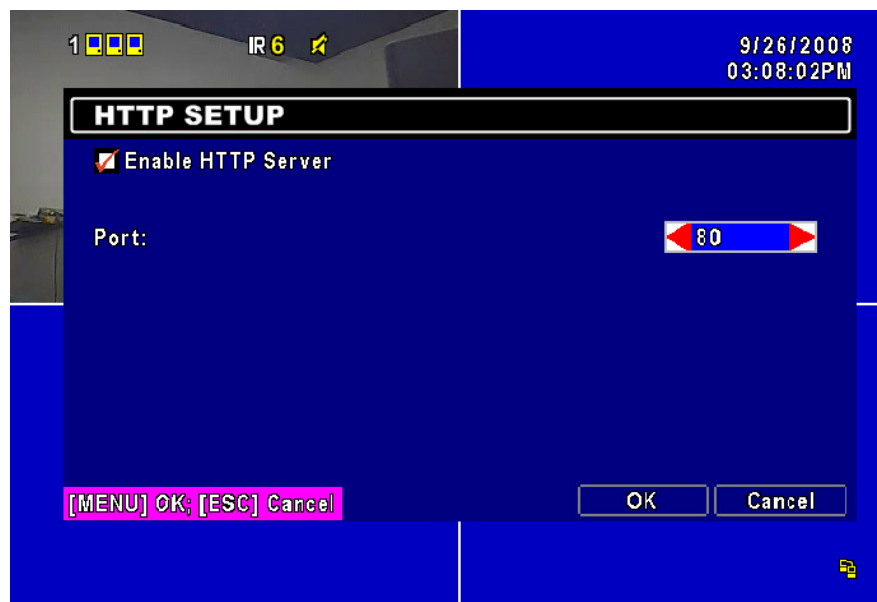 1 IR 6 9/26/2008
03:08:02PM
HTTP SETUP
Enable HTTP Server
Port: 80
[MENU] OK; [ESC] Cancel OK Cancel